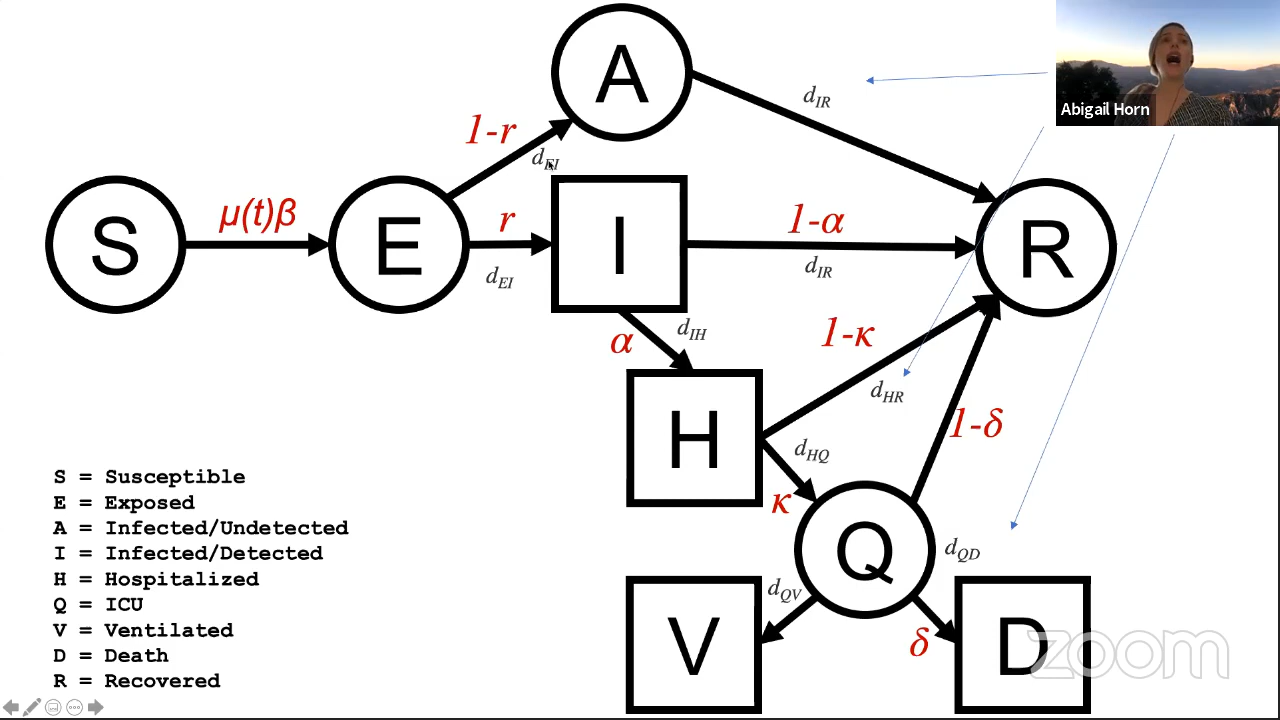 A
d_IR
Abigail Horn
1-r
d_EI
S
μ(t)β
E
r
d_EI
I
1-α
d_IR
R
α
d_IH
1-κ
H
d_HR
1-δ
d_HQ
κ
S = Susceptible
E = Exposed
A = Infected/Undetected
I = Infected/Detected
H = Hospitalized
Q = ICU
V = Ventilated
D = Death
R = Recovered
Q
d_QD
d_QV
V
δ
D
zoom